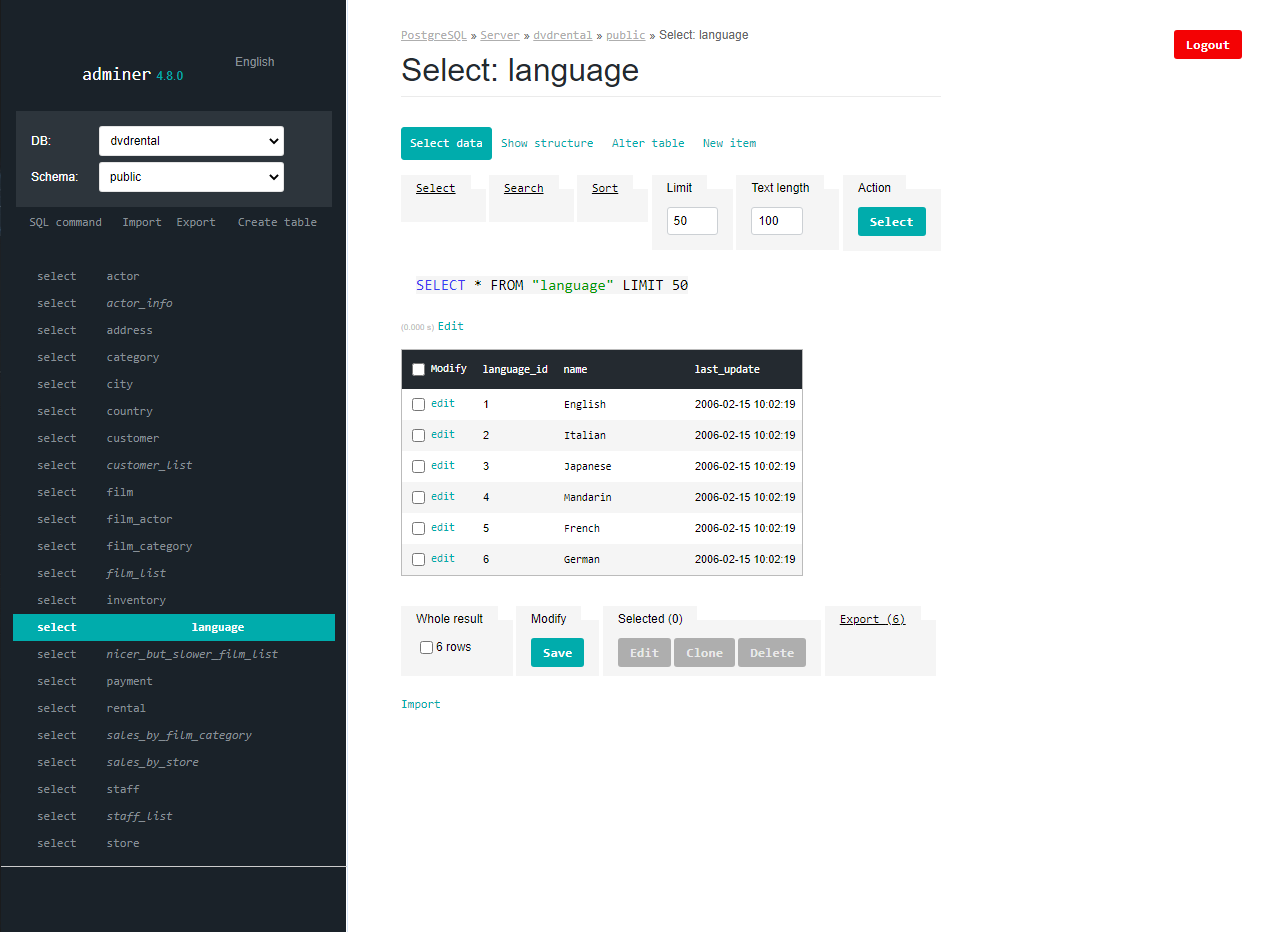 adminer 4.8.0
English
DB: dvdrental
Schema: public
SQL command Import Export Create table
select actor
select actor_info
select address
select category
select city
select country
select customer
select customer_list
select film
select film_actor
select film_category
select film_list
select inventory
select language
select nicer_but_slower_film_list
select payment
select rental
select sales_by_film_category
select sales_by_store
select staff
select staff_list
select store
PostgreSQL » Server » dvdrental » public » Select: language
Logout
Select: language
Select data Show structure Alter table New item
Select Search Sort Limit Text length Action
50 100 Select
SELECT * FROM "language" LIMIT 50
(0.000 s) Edit
Modify language_id name last_update
edit 1 English 2006-02-15 10:02:19
edit 2 Italian 2006-02-15 10:02:19
edit 3 Japanese 2006-02-15 10:02:19
edit 4 Mandarin 2006-02-15 10:02:19
edit 5 French 2006-02-15 10:02:19
edit 6 German 2006-02-15 10:02:19
Whole result Modify Selected (0) Export (6)
6 rows Save Edit Clone Delete
Import